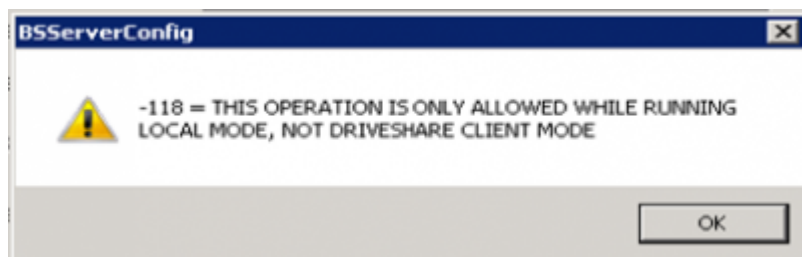 BSServerConfig
-118 = THIS OPERATION IS ONLY ALLOWED WHILE RUNNING
LOCAL MODE, NOT DRIVESHARE CLIENT MODE
OK